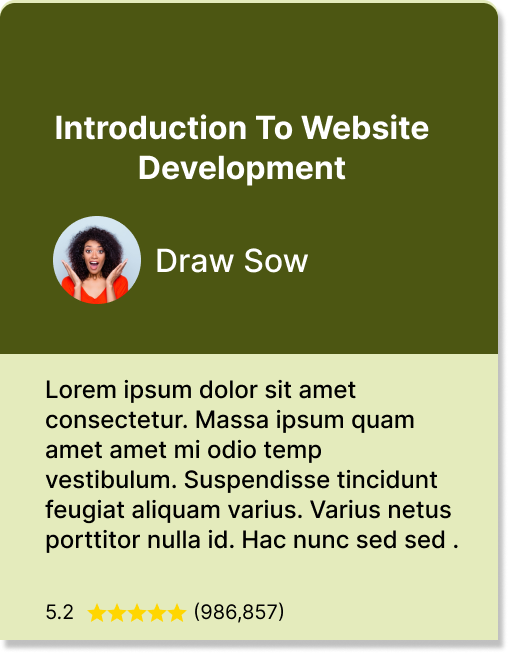 Introduction To Website
Development
Draw Sow
Lorem ipsum dolor sit amet
consectetur. Massa ipsum quam
amet amet mi odio temp
vestibulum. Suspendisse tincidunt
feugiat aliquam varius. Varius netus
porttitor nulla id. Hac nunc sed sed .
5.2 ⭐⭐⭐⭐⭐ (986,857)